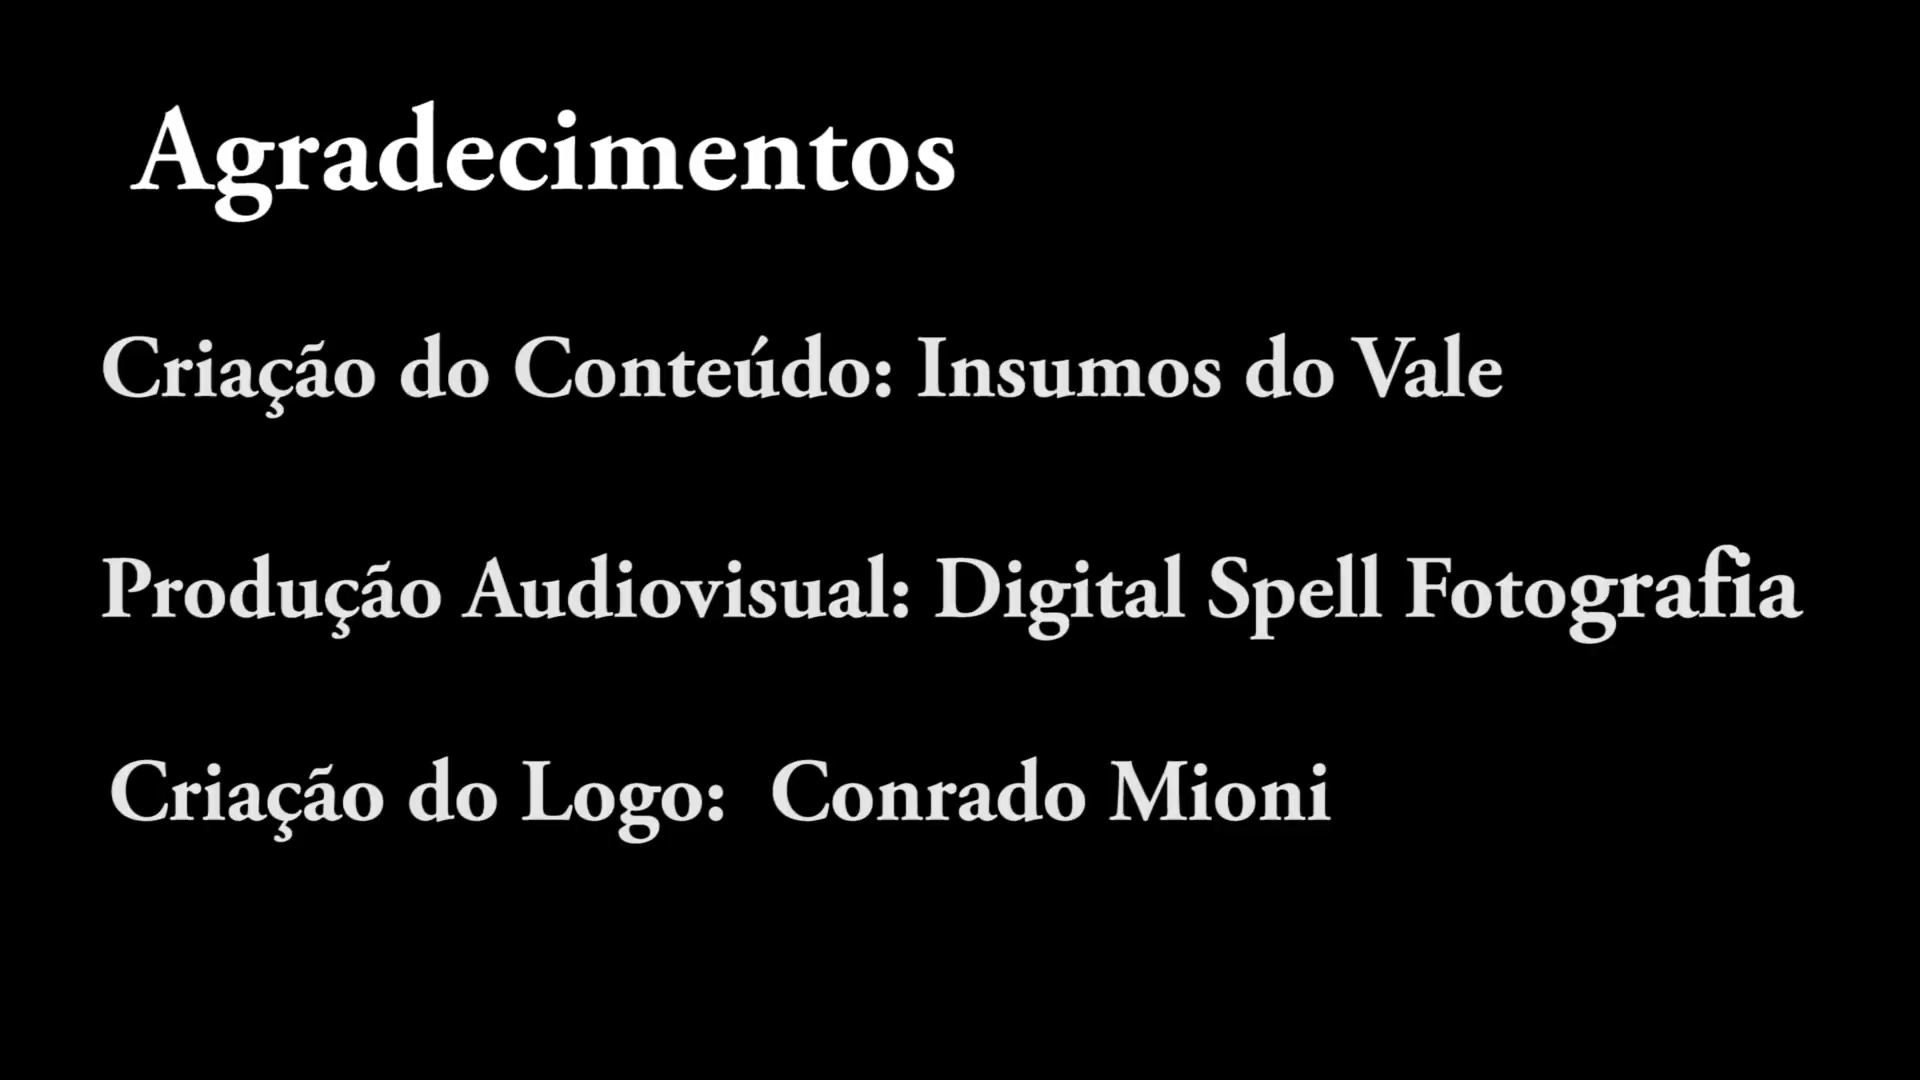 Agradecimentos
Criação do Conteúdo: Insumos do Vale
Produção Audiovisual: Digital Spell Fotografia
Criação do Logo:  Conrado Mioni